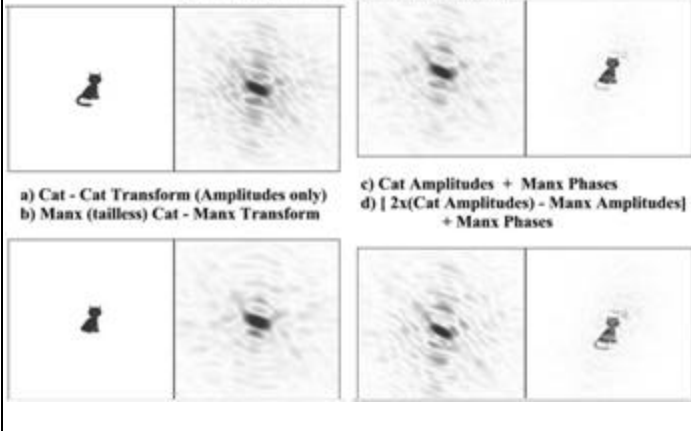 a) Cat - Cat Transform (Amplitudes only)
b) Manx (tailless) Cat - Manx Transform
c) Cat Amplitudes + Manx Phases
d) [ 2x(Cat Amplitudes) - Manx Amplitudes]
+ Manx Phases